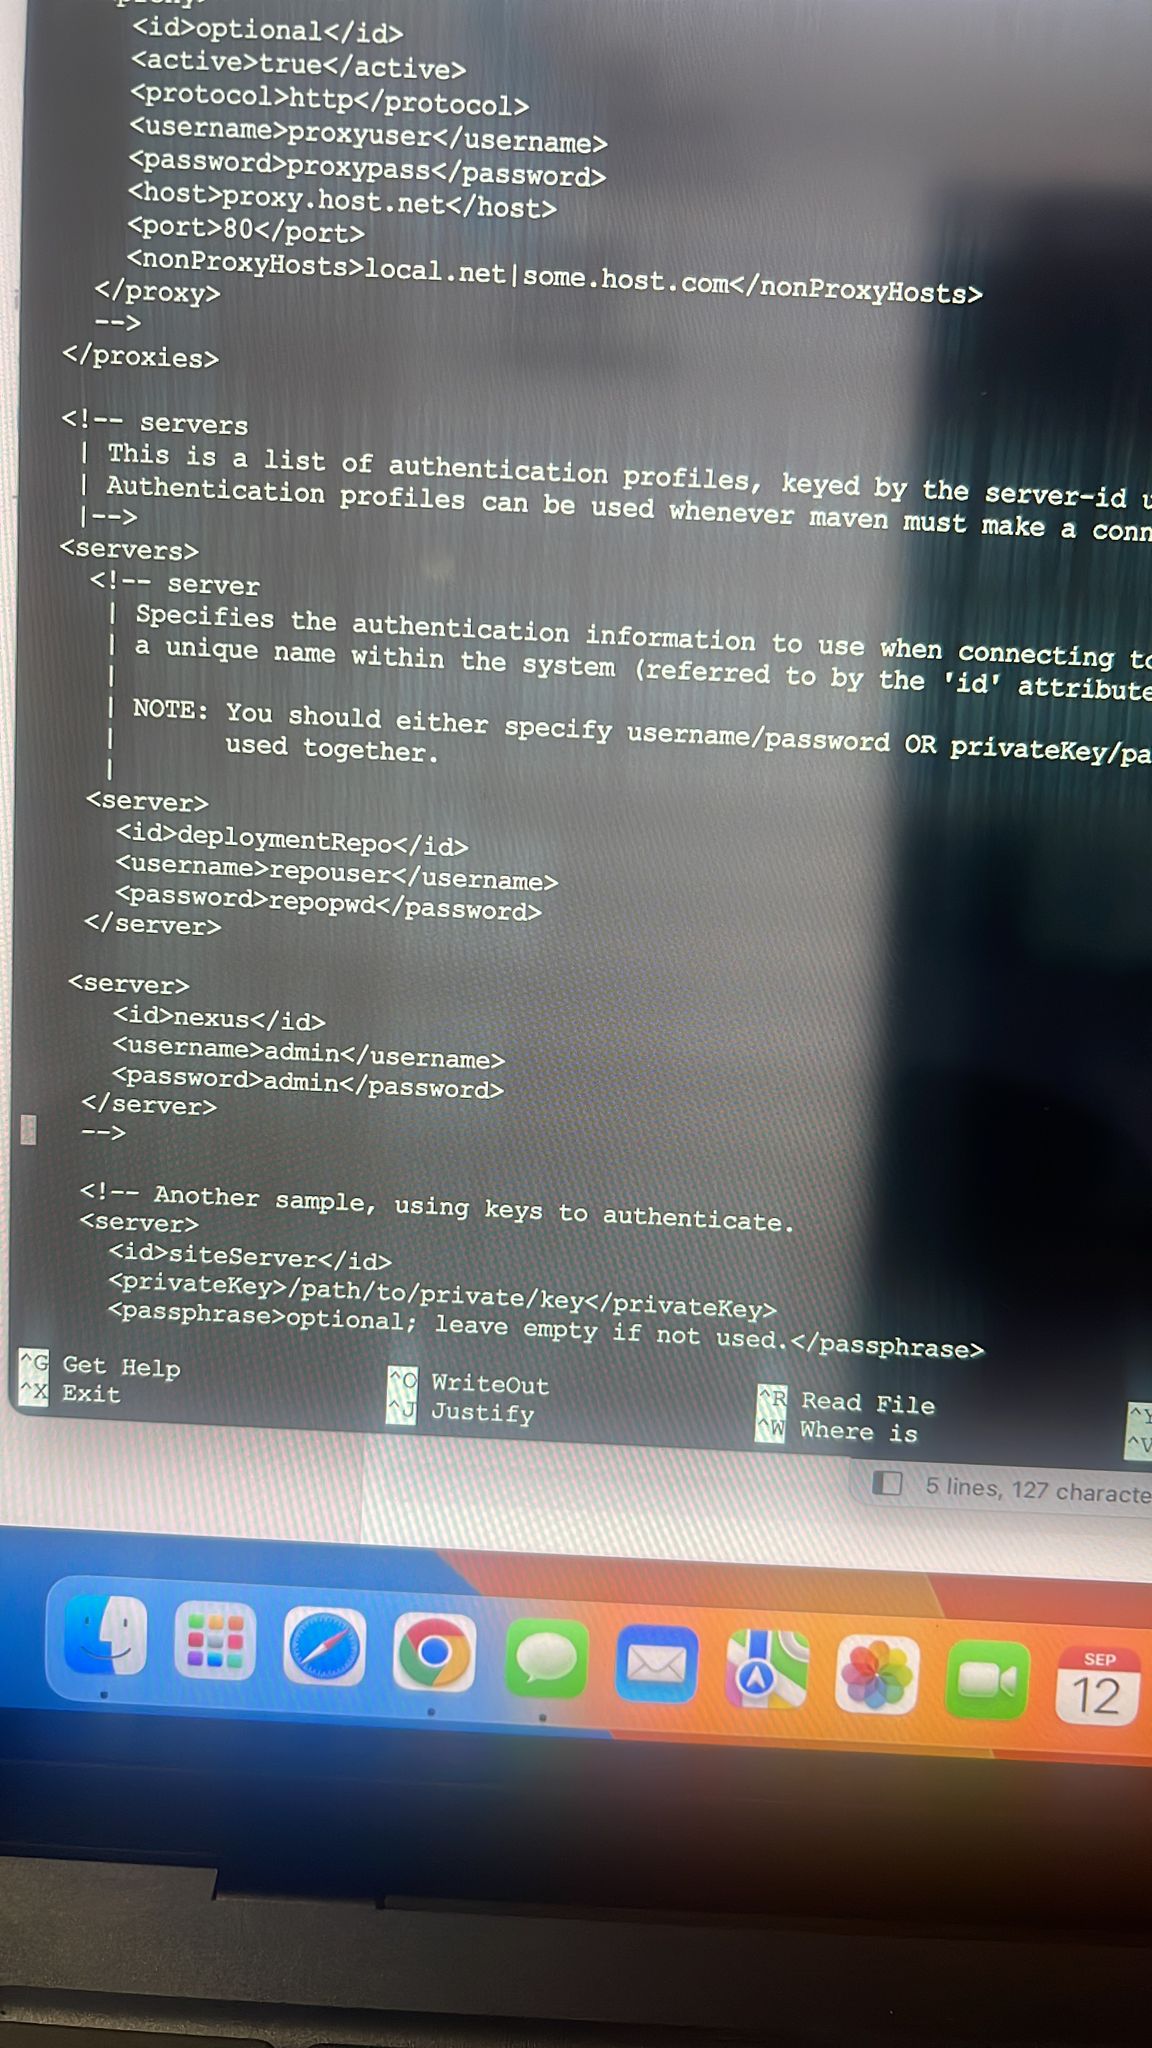 <id>optional</id>
<active>true</active>
<protocol>http</protocol>
<username>proxyuser</username>
<password>proxypass</password>
<host>proxy.host.net</host>
<port>80</port>
<nonProxyHosts>local.net|some.host.com</nonProxyHosts>
</proxy>
-->
</proxies>
<!-- servers
| This is a list of authentication profiles, keyed by the server-id
| Authentication profiles can be used whenever maven must make a
|-->
<servers>
<!-- server
| Specifies the authentication information to use when connecting
| a unique name within the system (referred to by the 'id' attribute
|
| NOTE: You should either specify username/password OR
| used together.
|
<server>
<id>deploymentRepo</id>
<username>repouser</username>
<password>repopwd</password>
</server>
<server>
<id>nexus</id>
<username>admin</username>
<password>admin</password>
</server>
-->
<!-- Another sample, using keys to authenticate.
<server>
<id>siteServer</id>
<privateKey>/path/to/private/key</privateKey>
<passphrase>optional; leave empty if not used.</passphrase>
^G Get Help ^O WriteOut ^R Read File ^Y
^X Exit ^J Justify ^W Where is ^V
5 lines, 127
SEP
12